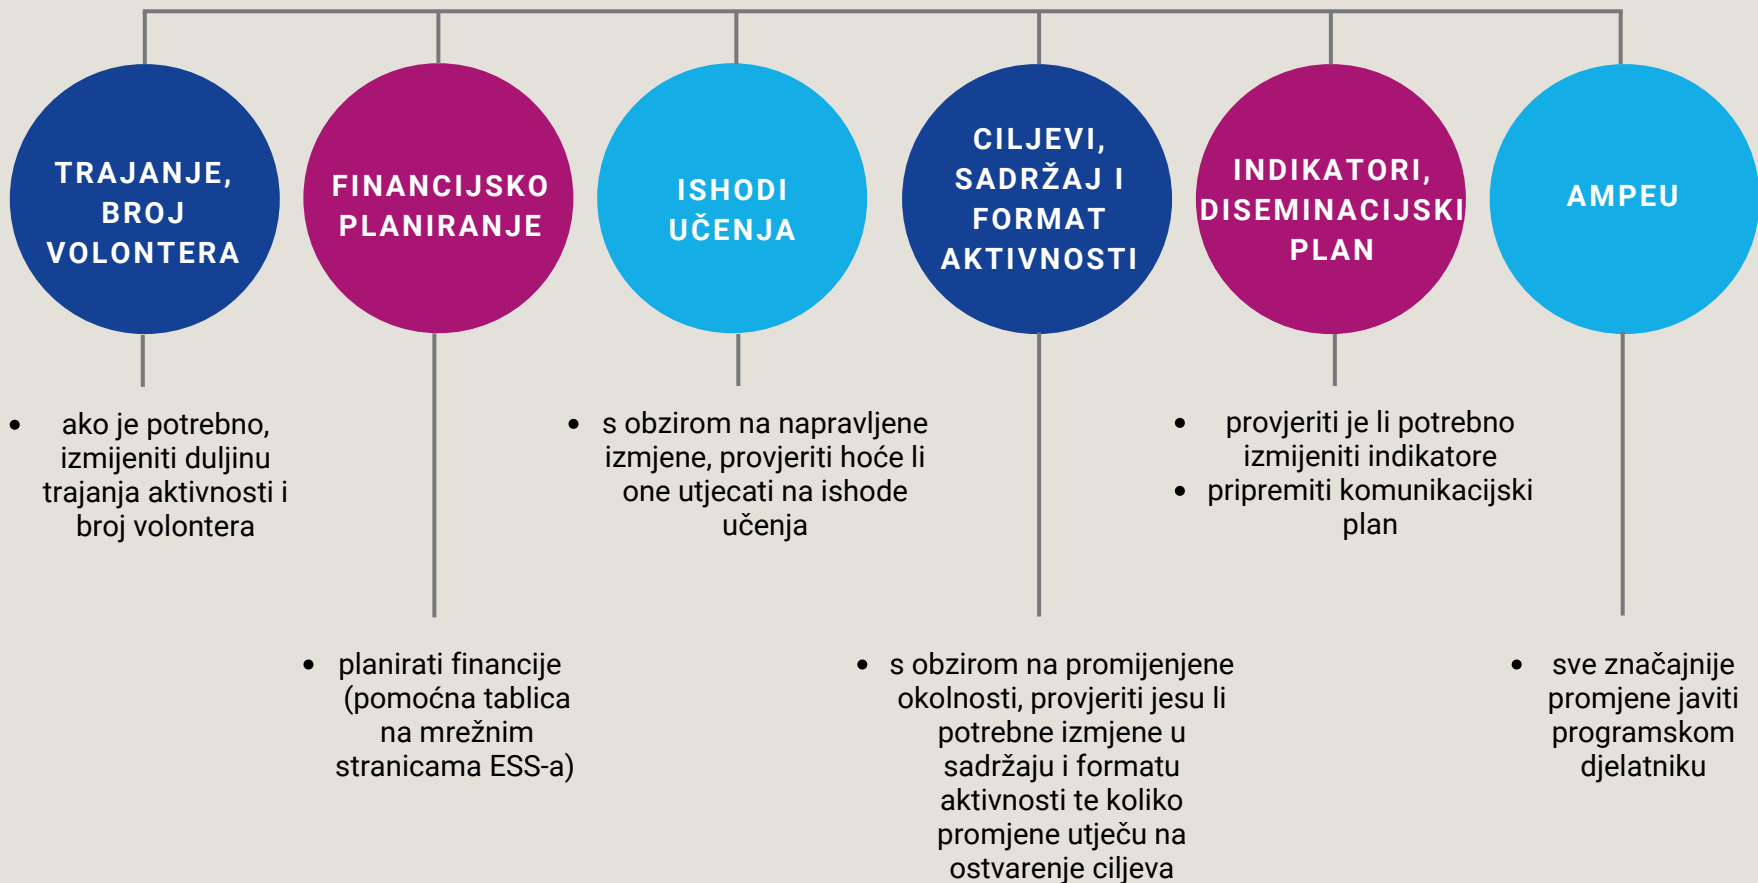 TRAJANJE,
BROJ
VOLONTERA
FINANCIJSKO
PLANIRANJE
ISHODI
UČENJA
CILJEVI,
SADRŽAJ I
FORMAT
AKTIVNOSTI
INDIKATORI,
DISEMINACIJSKI
PLAN
AMPEU
• ako je potrebno,
izmijeniti duljinu
trajanja aktivnosti i
broj volontera
• planirati financije
(pomoćna tablica
na mrežnim
stranicama ESS-a)
• s obzirom na napravljene
izmjene, provjeriti hoće li
one utjecati na ishode
učenja
• s obzirom na promijenjene
okolnosti, provjeriti jesu li
potrebne izmjene u
sadržaju i formatu
aktivnosti te koliko
promjene utječu na
ostvarenje ciljeva
• provjeriti je li potrebno
izmijeniti indikatore
• pripremiti komunikacijski
plan
• sve značajnije
promjene javiti
programskom
djelatniku